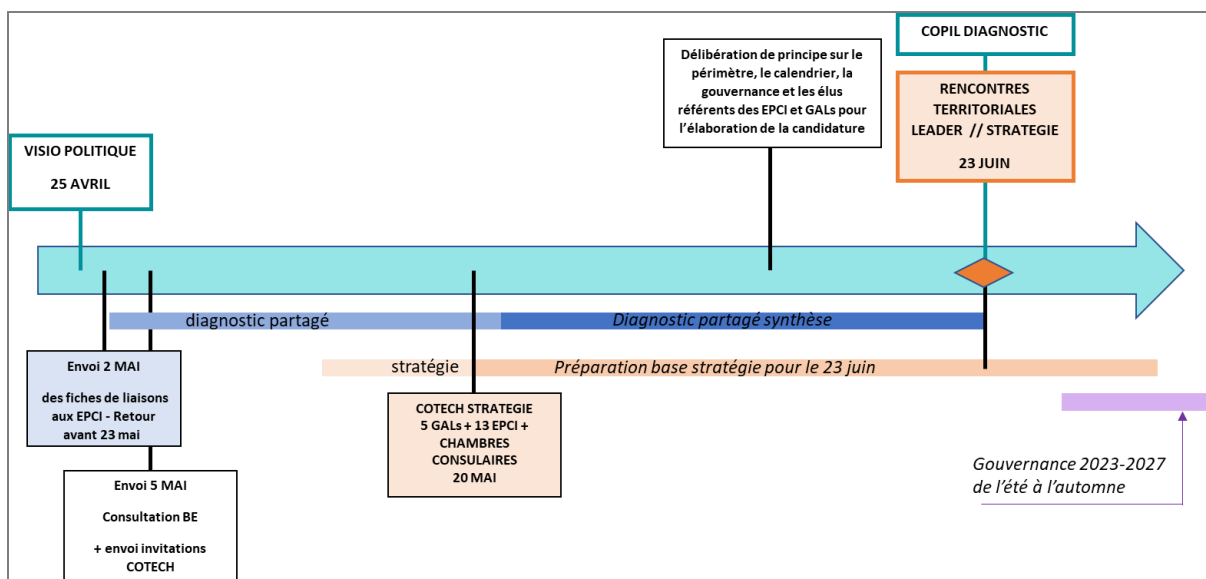 COPIL DIAGNOSTIC
Délibération de principe sur le
périmètre, le calendrier, la
gouvernance et les élus
référents des EPCI et GALs pour
l'élaboration de la candidature
RENCONTRES
TERRITORIALES
LEADER // STRATEGIE
23 JUIN
VISIO POLITIQUE
25 AVRIL
diagnostic partagé
Diagnostic partagé synthèse
stratégie
Préparation base stratégie pour le 23 juin
Envoi 2 MAI
des fiches de liaisons
aux EPCI - Retour
avant 23 mai
COTECH STRATEGIE
5 GALs + 13 EPCI +
CHAMBRES
CONSULAIRES
20 MAI
Gouvernance 2023-2027
de l'été à l'automne
Envoi 5 MAI
Consultation BE
+ envoi invitations
COTECH